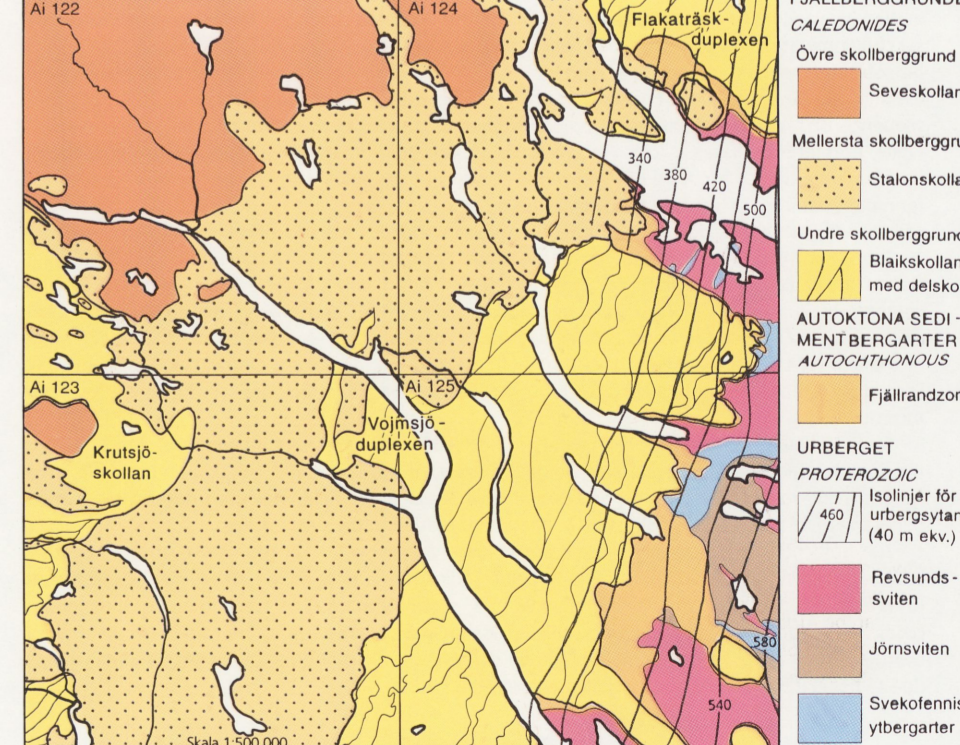 Ai 122
Ai 124
Flakaträsk-
duplexen
340
380
420
500
Ai 123
Ai 125
Krutsjö-
skollan
Vojmsjö-
duplexen
580
540
Skala 1:500 000
CALEDONIDES
Övre skollberggrund
Seveskollan
Mellersta skollberggru
Stalonskolla
Undre skollberggrund
Blaikskollan
med delsko
AUTOKTONA SEDI -
MENTBERGARTER
AUTOCHTHONOUS
Fjällrandzon
URBERGET
PROTEROZOIC
460
Isolinjer för
urbergsytan
(40 m ekv.)
Revsunds-
sviten
Jörnsviten
Svekofennis
ytbergarter